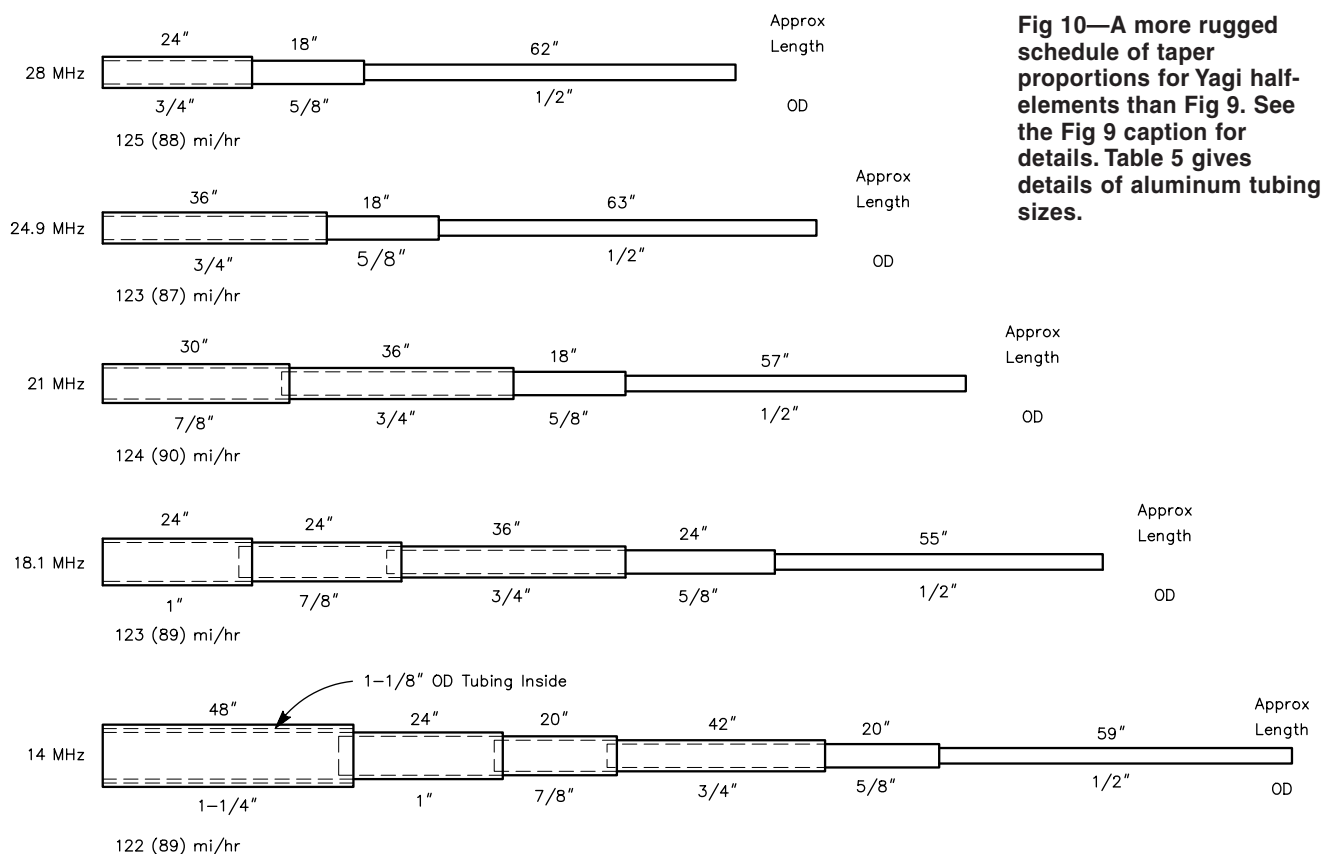 Fig 10—A more rugged
schedule of taper
proportions for Yagi half-
elements than Fig 9. See
the Fig 9 caption for
details. Table 5 gives
details of aluminum tubing
sizes.
24" 18" 62" Approx
Length
28 MHz
3/4" 5/8" 1/2" OD
125 (88) mi/hr
36" 18" 63" Approx
Length
24.9 MHz
3/4" 5/8" 1/2" OD
123 (87) mi/hr
30" 36" 18" 57" Approx
Length
21 MHz
7/8" 3/4" 5/8" 1/2" OD
124 (90) mi/hr
24" 24" 36" 24" 55" Approx
Length
18.1 MHz
1" 7/8" 3/4" 5/8" 1/2" OD
123 (89) mi/hr
1-1/8" OD Tubing Inside
48" 24" 20" 42" 20" 59" Approx
Length
14 MHz
1-1/4" 1" 7/8" 3/4" 5/8" 1/2" OD
122 (89) mi/hr